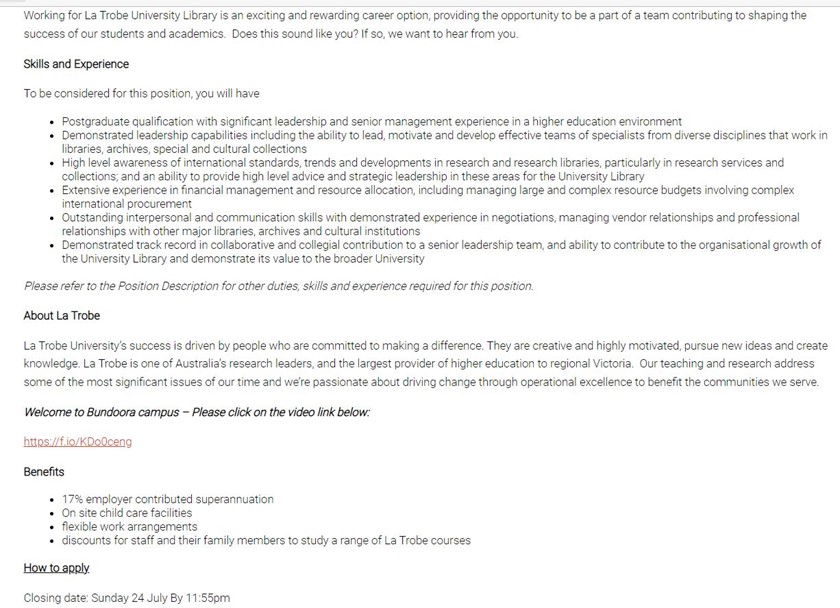 Working for La Trobe University Library is an exciting and rewarding career option, providing the opportunity to be a part of a team contributing to shaping the
success of our students and academics.  Does this sound like you? If so, we want to hear from you.
Skills and Experience
To be considered for this position, you will have
• Postgraduate qualification with significant leadership and senior management experience in a higher education environment
• Demonstrated leadership capabilities including the ability to lead, motivate and develop effective teams of specialists from diverse disciplines that work in
libraries, archives, special and cultural collections
• High level awareness of international standards, trends and developments in research and research libraries, particularly in research services and
collections; and an ability to provide high level advice and strategic leadership in these areas for the University Library
• Extensive experience in financial management and resource allocation, including managing large and complex resource budgets involving complex
international procurement
• Outstanding interpersonal and communication skills with demonstrated experience in negotiations, managing vendor relationships and professional
relationships with other major libraries, archives and cultural institutions
• Demonstrated track record in collaborative and collegial contribution to a senior leadership team, and ability to contribute to the organisational growth of
the University Library and demonstrate its value to the broader University
Please refer to the Position Description for other duties, skills and experience required for this position.
About La Trobe
La Trobe University's success is driven by people who are committed to making a difference. They are creative and highly motivated, pursue new ideas and create
knowledge. La Trobe is one of Australia's research leaders, and the largest provider of higher education to regional Victoria.  Our teaching and research address
some of the most significant issues of our time and we're passionate about driving change through operational excellence to benefit the communities we serve.
Welcome to Bundoora campus – Please click on the video link below:
https://f.io/KDo0ceng
Benefits
• 17% employer contributed superannuation
• On site child care facilities
• flexible work arrangements
• discounts for staff and their family members to study a range of La Trobe courses
How to apply
Closing date: Sunday 24 July By 11:55pm